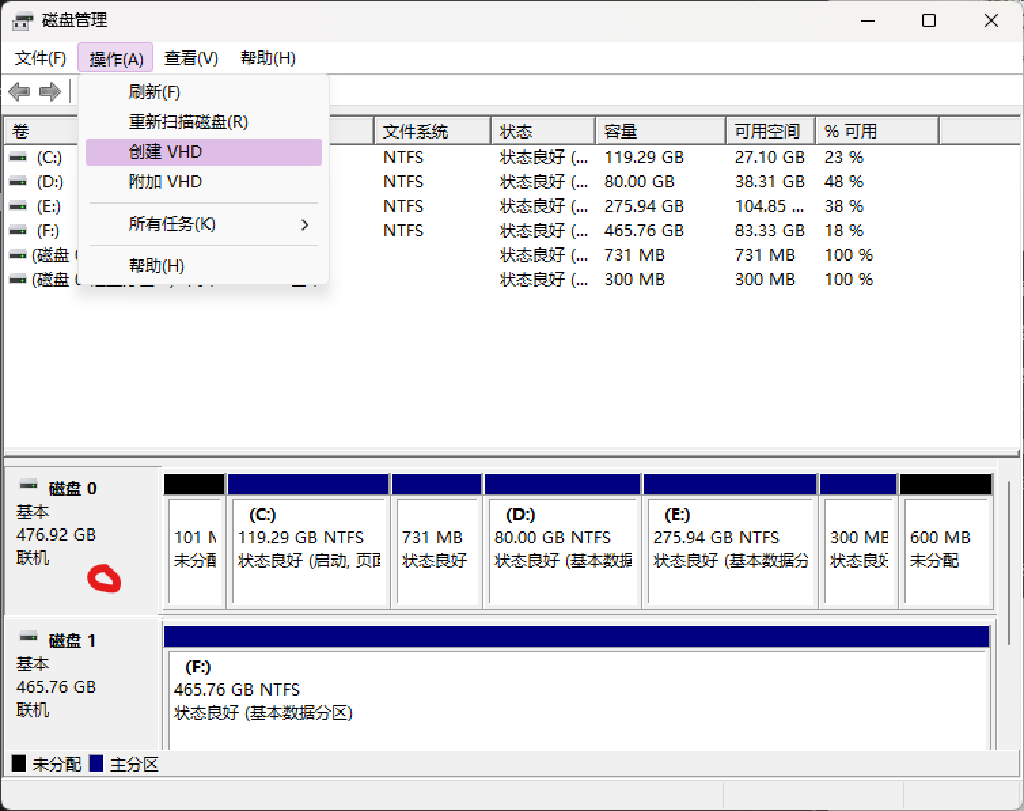 磁盘管理
文件(F) 操作(A) 查看(V) 帮助(H)
刷新(F)
重新扫描磁盘(R)
创建 VHD
附加 VHD
所有任务(K)
帮助(H)
卷 文件系统 状态 容量 可用空间 % 可用
(C:) NTFS 状态良好 (... 119.29 GB 27.10 GB 23 %
(D:) NTFS 状态良好 (... 80.00 GB 38.31 GB 48 %
(E:) NTFS 状态良好 (... 275.94 GB 104.85 ... 38 %
(F:) NTFS 状态良好 (... 465.76 GB 83.33 GB 18 %
(磁盘 状态良好 (... 731 MB 731 MB 100 %
(磁盘 状态良好 (... 300 MB 300 MB 100 %
磁盘 0
基本
476.92 GB
联机
101 M
未分配
(C:)
119.29 GB NTFS
状态良好 (启动, 页面
731 MB
状态良好
(D:)
80.00 GB NTFS
状态良好 (基本数据
(E:)
275.94 GB NTFS
状态良好 (基本数据分
300 MB
状态良好
600 MB
未分配
磁盘 1
基本
465.76 GB
联机
(F:)
465.76 GB NTFS
状态良好 (基本数据分区)
未分配 主分区